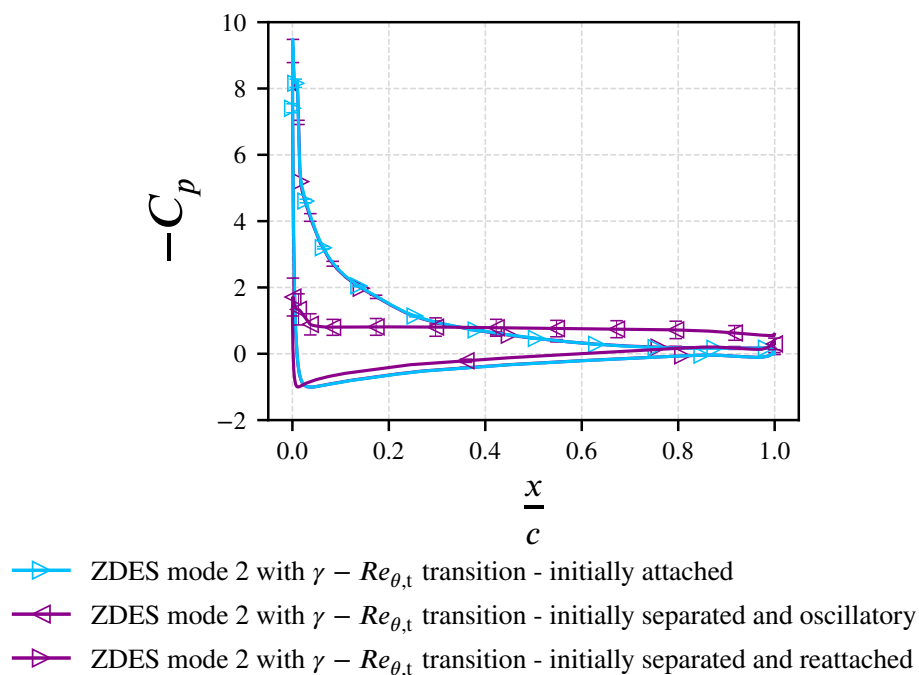 10
8
6
4
2
0
−2
−C_p
0.0 0.2 0.4 0.6 0.8 1.0
x
c
ZDES mode 2 with γ − Re_θ,t transition - initially attached
ZDES mode 2 with γ − Re_θ,t transition - initially separated and oscillatory
ZDES mode 2 with γ − Re_θ,t transition - initially separated and reattached